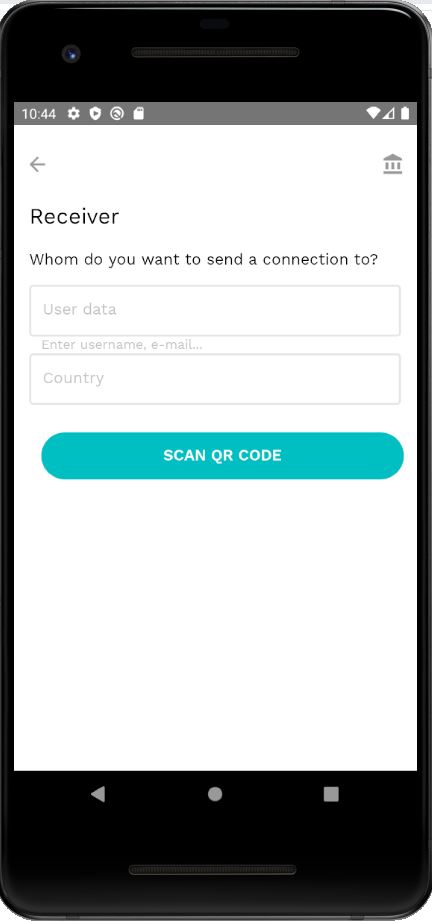 10:44
Receiver
Whom do you want to send a connection to?
User data
Enter username, e-mail...
Country
SCAN QR CODE